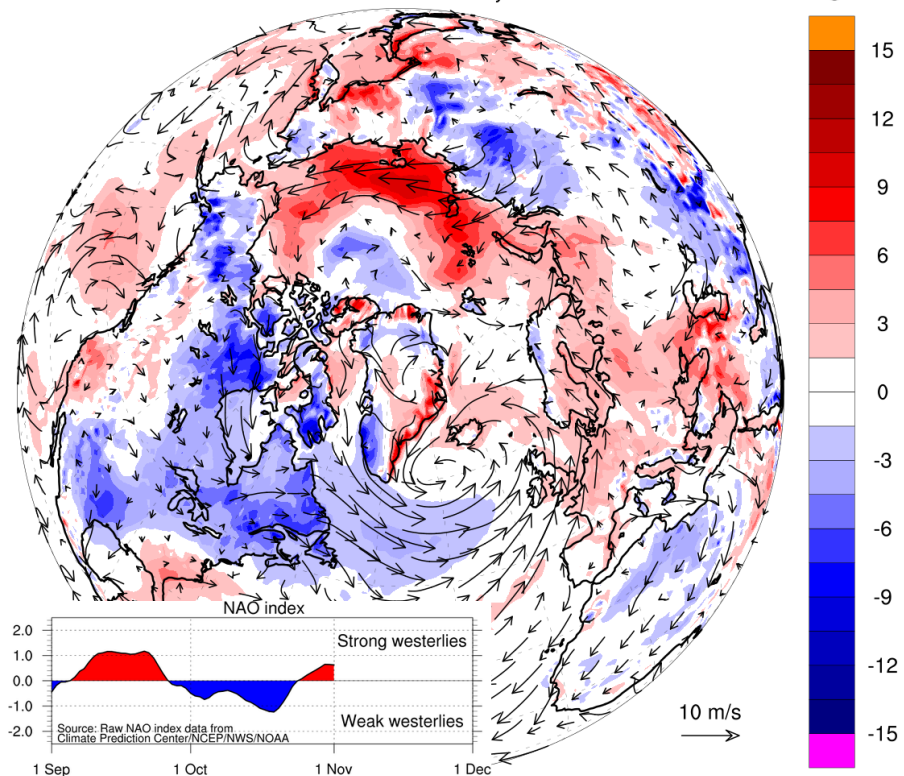 15
12
9
6
3
0
-3
-6
-9
-12
-15
10 m/s
NAO index
2.0
1.0
0.0
-1.0
-2.0
Strong westerlies
Weak westerlies
Source: Raw NAO index data from
Climate Prediction Center/NCEP/NWS/NOAA
1 Sep
1 Oct
1 Nov
1 Dec